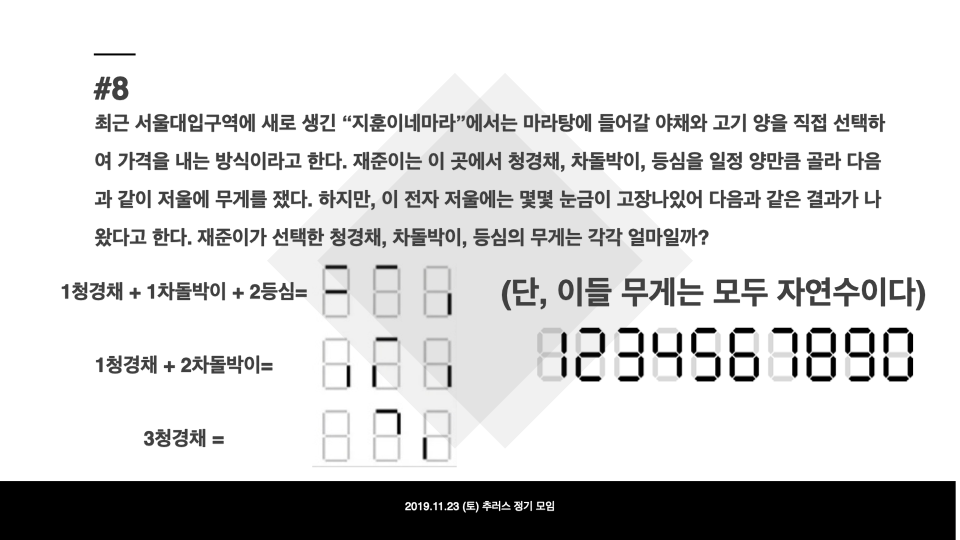 #8
최근 서울대입구역에 새로 생긴 “지훈이네마라”에서는 마라탕에 들어갈 야채와 고기 양을 직접 선택하
여 가격을 내는 방식이라고 한다. 재준이는 이 곳에서 청경채, 차돌박이, 등심을 일정 양만큼 골라 다음
과 같이 저울에 무게를 쟀다. 하지만, 이 전자 저울에는 몇몇 눈금이 고장나있어 다음과 같은 결과가 나
왔다고 한다. 재준이가 선택한 청경채, 차돌박이, 등심의 무게는 각각 얼마일까?
1청경채 + 1차돌박이 + 2등심=
(단, 이들 무게는 모두 자연수이다)
1234567890
1청경채 + 2차돌박이=
3청경채 =
2019.11.23 (토) 추러스 정기 모임